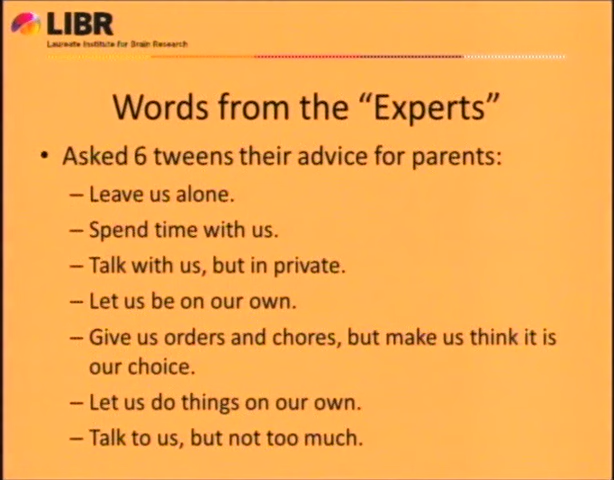 LIBR
Laureate Institute for Brain Research
Words from the “Experts”
• Asked 6 tweens their advice for parents:
– Leave us alone.
– Spend time with us.
– Talk with us, but in private.
– Let us be on our own.
– Give us orders and chores, but make us think it is
our choice.
– Let us do things on our own.
– Talk to us, but not too much.